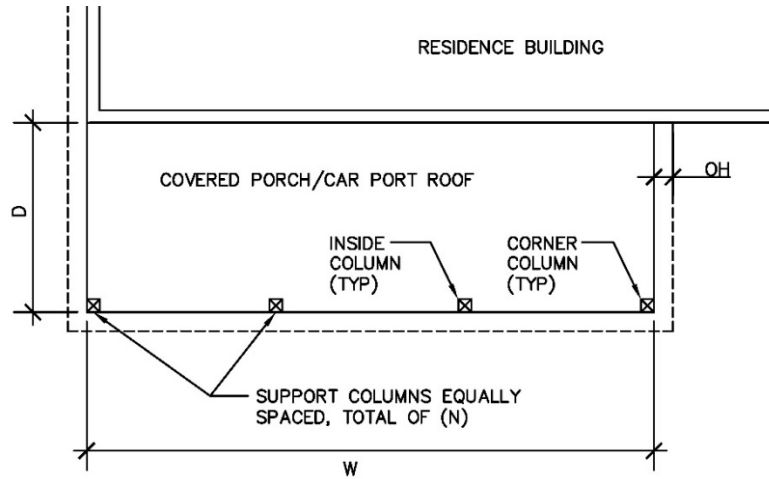 RESIDENCE BUILDING
COVERED PORCH/CAR PORT ROOF
OH
D
INSIDE
COLUMN
(TYP)
CORNER
COLUMN
(TYP)
SUPPORT COLUMNS EQUALLY
SPACED, TOTAL OF (N)
W